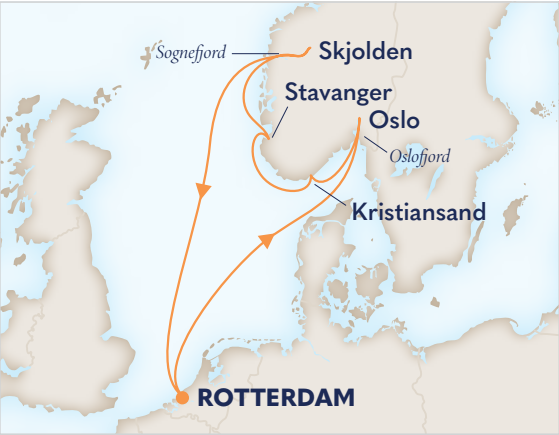 Sognefjord
Skjolden
Stavanger
Oslo
Oslofjord
Kristiansand
ROTTERDAM